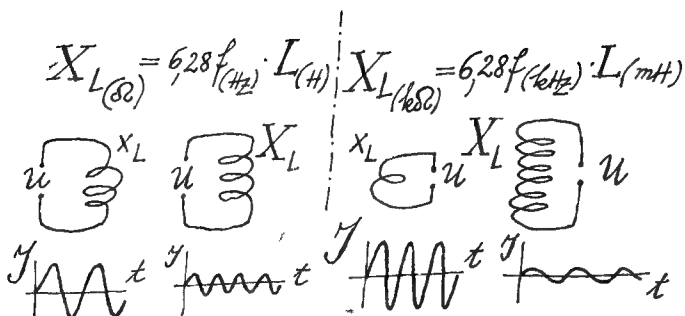 X_L(Ω) = 6,28 f(Hz) · L(H)
X_L(kΩ) = 6,28 f(kHz) · L(mH)
u x_L
u X_L
x_L u
X_L u
J t
J t
J t
J t